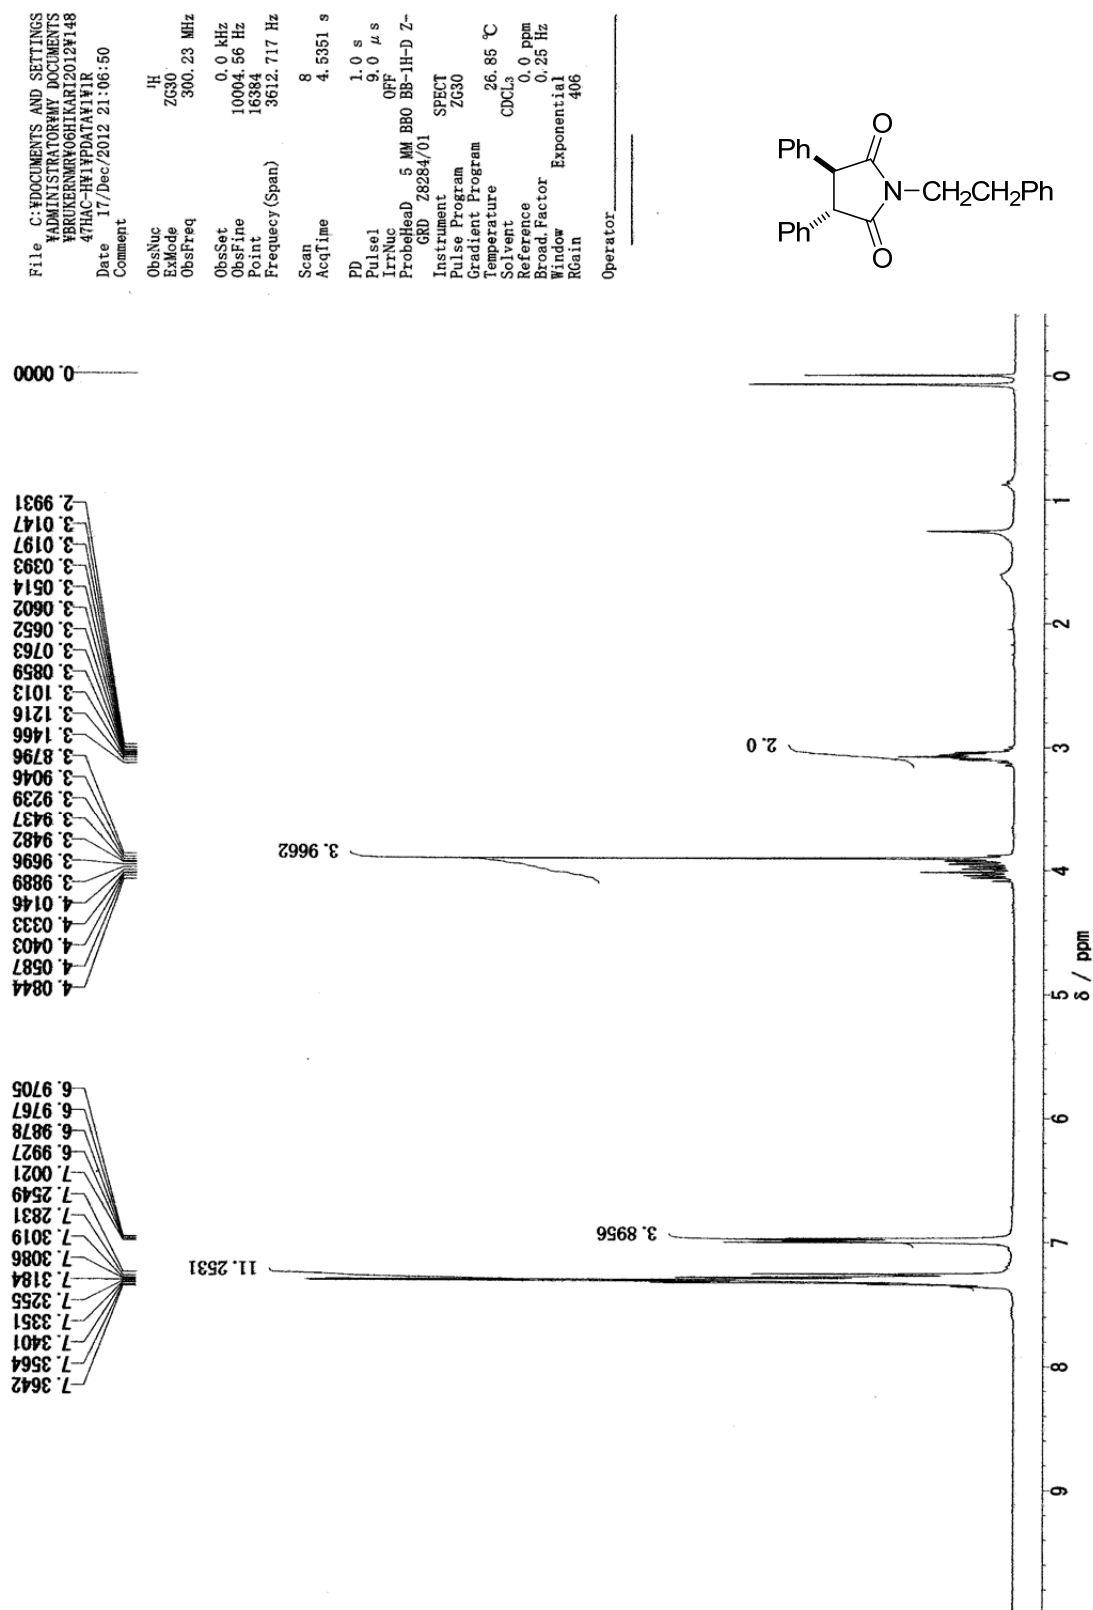 File C:¥DOCUMENTS AND SETTINGS
¥ADMINISTRATOR¥MY DOCUMENTS
¥BRUKERNMR¥06HIKARI2012¥148
47HAC-H¥1¥PDATA¥1¥1R
Date 17/Dec/2012 21:06:50
Comment
ObsNuc 1H
ExMode ZG30
ObsFreq 300.23 MHz
ObsSet 0.0 kHz
ObsFine 10004.56 Hz
Point 16384
Frequecy(Span) 3612.717 Hz
Scan 8
AcqTime 4.5351 s
PD 1.0 s
Pulse1 9.0 μs
IrrNuc OFF
ProbeHeaD 5 MM BBO BB-1H-D Z-
GRD Z8284/01
Instrument SPECT
Pulse Program ZG30
Gradient Program
Temperature 26.85 ℃
Solvent CDCL3
Reference 0.0 ppm
Broad.Factor 0.25 Hz
Window Exponential
RGain 406
Operator
Ph
O
N
CH2CH2Ph
Ph
O
0.0000
2.9931
3.0147
3.0197
3.0393
3.0514
3.0602
3.0652
3.0763
3.0859
3.1013
3.1216
3.1466
3.8796
3.9046
3.9239
3.9437
3.9482
3.9696
3.9889
4.0146
4.0333
4.0403
4.0587
4.0844
6.9705
6.9767
6.9878
6.9927
7.0021
7.2549
7.2831
7.3019
7.3086
7.3184
7.3255
7.3351
7.3401
7.3564
7.3642
2.0
3.9662
3.8956
11.2531
0
1
2
3
4
5
6
7
8
9
δ / ppm